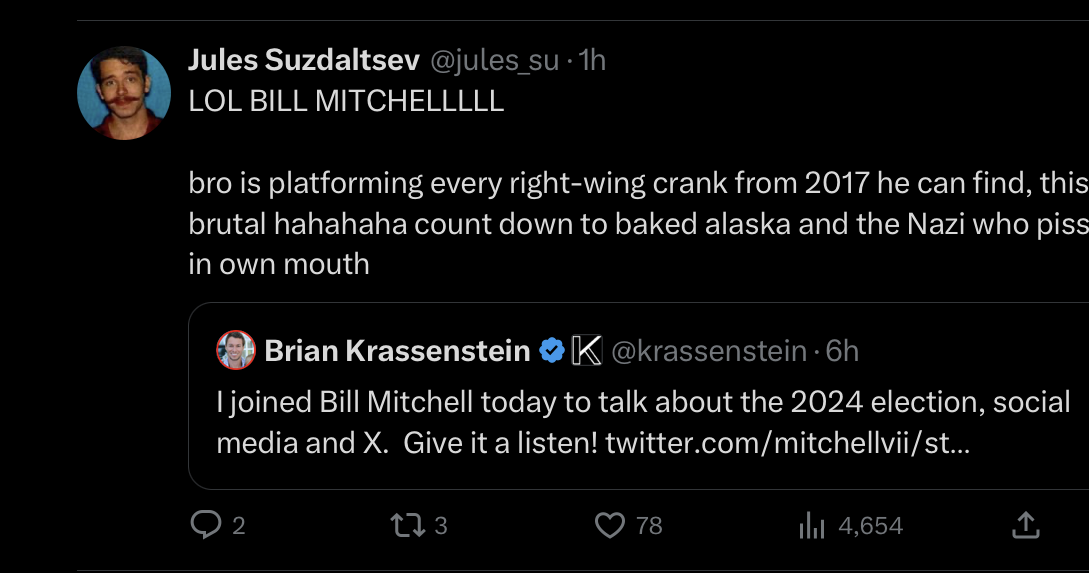 Jules Suzdaltsev @jules_su · 1h
LOL BILL MITCHELLLLL
bro is platforming every right-wing crank from 2017 he can find, this
brutal hahahaha count down to baked alaska and the Nazi who piss
in own mouth
Brian Krassenstein @krassenstein · 6h
I joined Bill Mitchell today to talk about the 2024 election, social
media and X.  Give it a listen! twitter.com/mitchellvii/st...
2 3 78 4,654